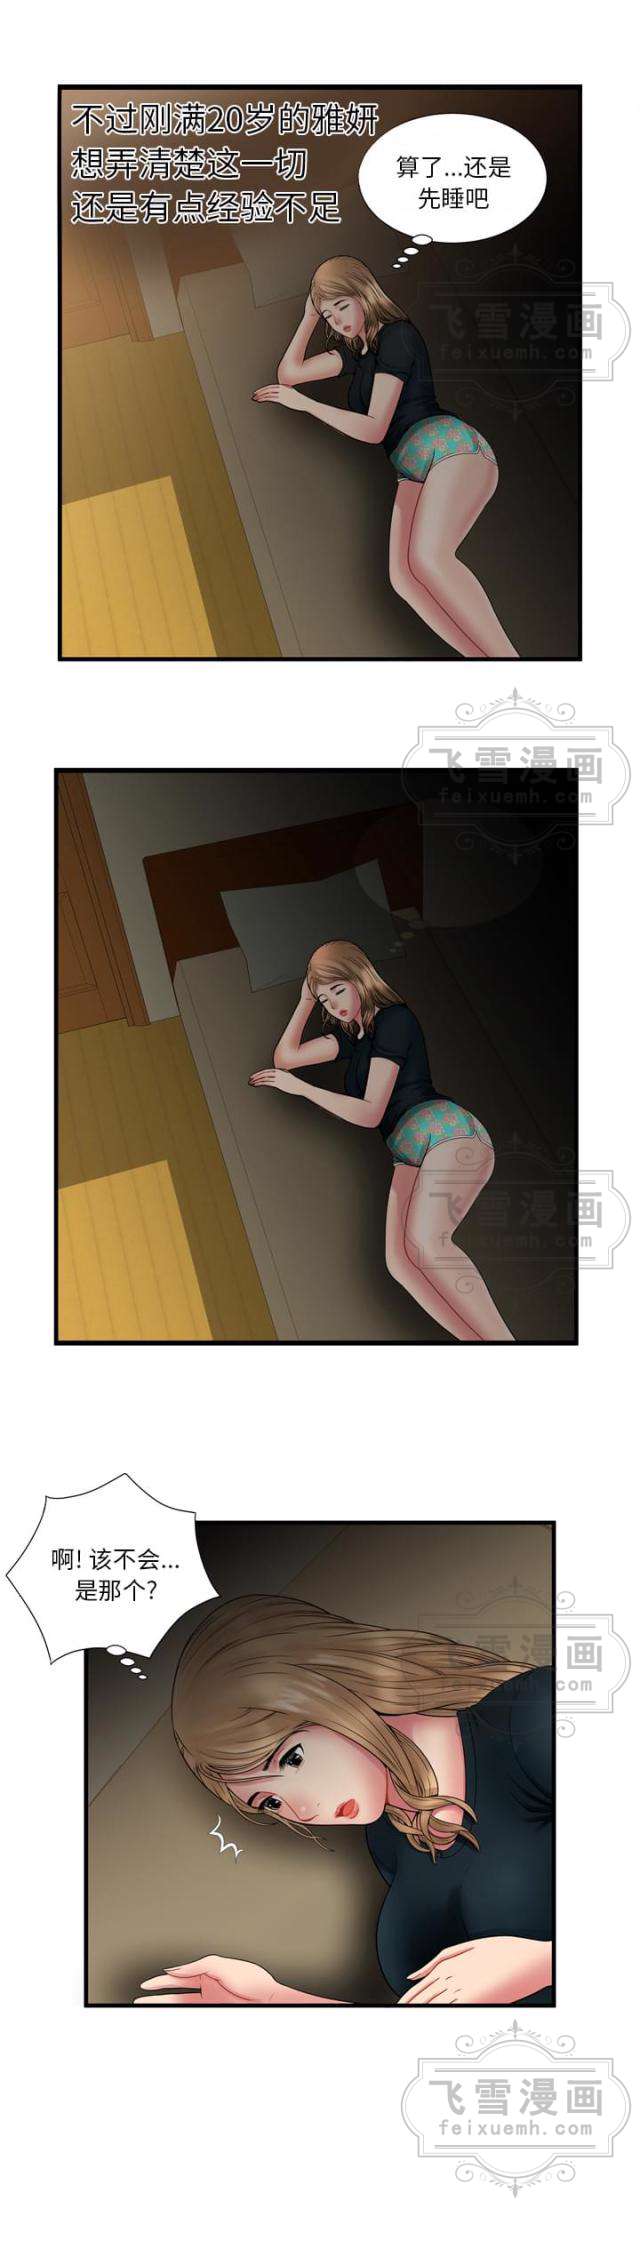 不过刚满20岁的雅妍
想弄清楚这一切
还是有点经验不足
算了...还是
先睡吧
飞雪漫画
feixuemh.com
飞雪漫画
feixuemh.com
飞雪漫画
feixuemh.com
啊! 该不会...
是那个?
飞雪漫画
feixuemh.com
飞雪漫画
feixuemh.com